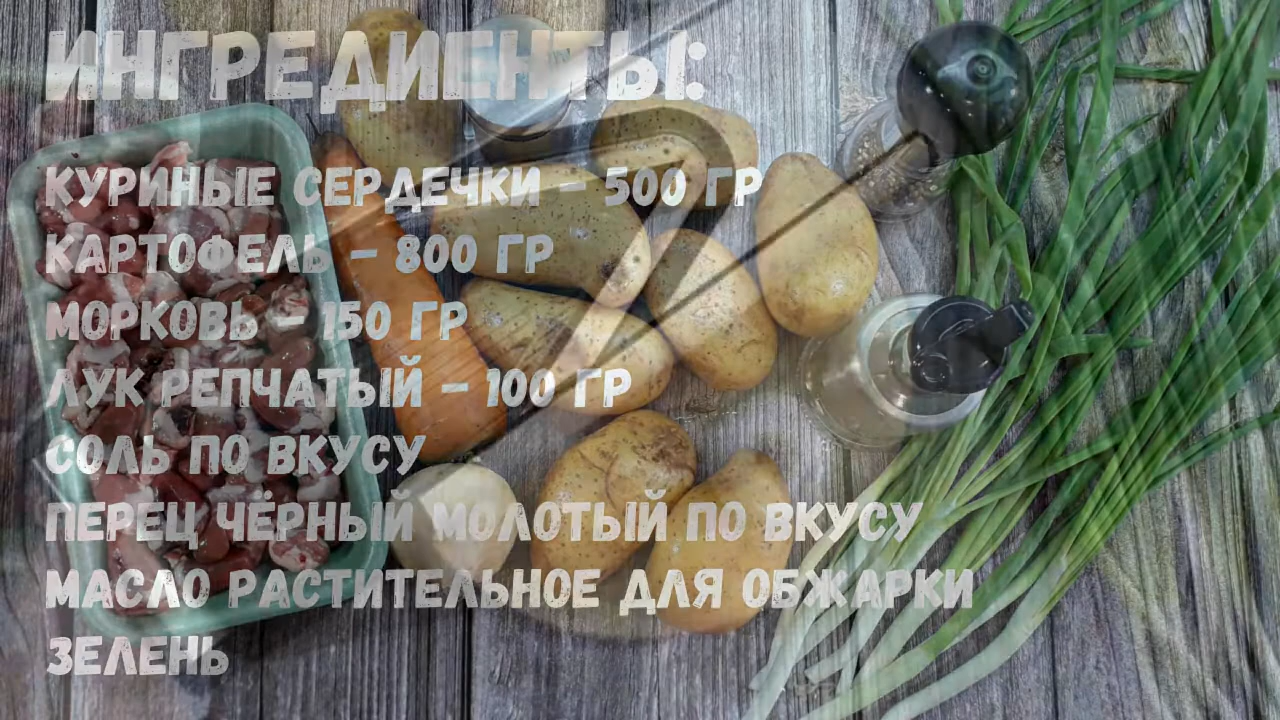 ИНГРЕДИЕНТЫ:
КУРИНЫЕ СЕРДЕЧКИ – 500 ГР
КАРТОФЕЛЬ – 800 ГР
МОРКОВЬ – 150 ГР
ЛУК РЕПЧАТЫЙ – 100 ГР
СОЛЬ ПО ВКУСУ
ПЕРЕЦ ЧЁРНЫЙ МОЛОТЫЙ ПО ВКУСУ
МАСЛО РАСТИТЕЛЬНОЕ ДЛЯ ОБЖАРКИ
ЗЕЛЕНЬ